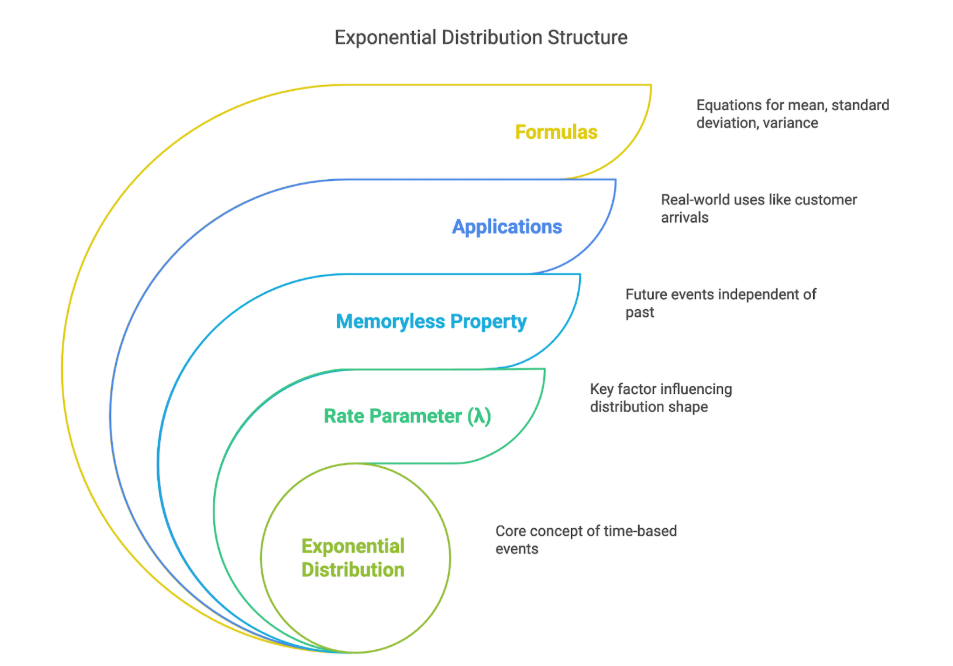 Exponential Distribution Structure
Formulas
Equations for mean, standard
deviation, variance
Applications
Real-world uses like customer
arrivals
Memoryless Property
Future events independent of
past
Rate Parameter (λ)
Key factor influencing
distribution shape
Exponential
Distribution
Core concept of time-based
events